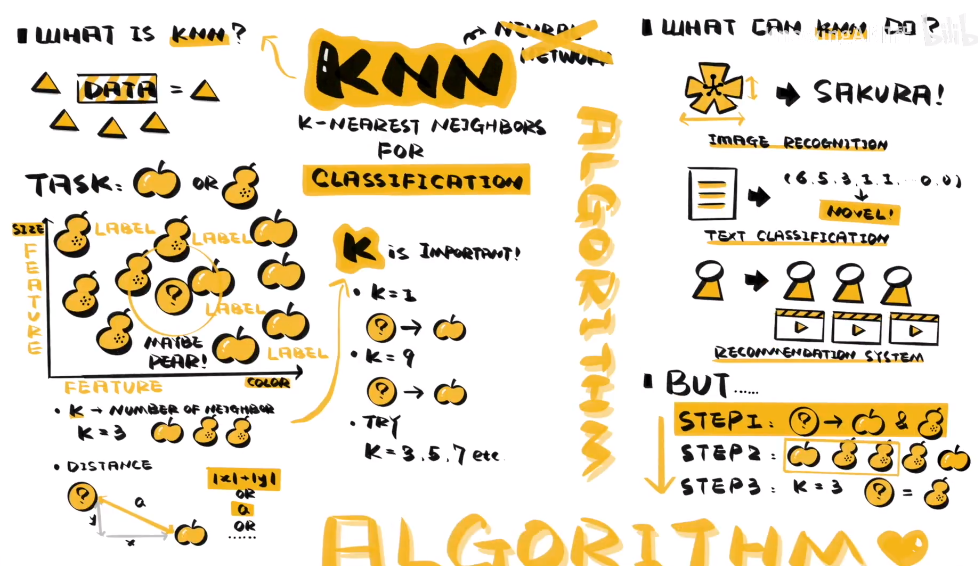 WHAT IS KNN?
DATA =
TASK: OR
SIZE
FEATURE
LABEL
LABEL
LABEL
LABEL
?
MAYBE
PEAR!
FEATURE
COLOR
• K → NUMBER OF NEIGHBOR
K = 3
• DISTANCE
?
a
y
x
|x|+|y|
OR
a
OR
......
KNN
NEURAL
NETWORK
K-NEAREST NEIGHBORS
FOR
CLASSIFICATION
K is IMPORTANT!
• K = 1
? →
• K = 9
? →
• TRY
K = 3.5.7 etc.
ALGORITHM
ALGORITHM
WHAT CAN KNN DO?
bilib
SAKURA!
IMAGE RECOGNITION
(6.5.3.1.1.···0.0)
NOVEL!
TEXT CLASSIFICATION
RECOMMENDATION SYSTEM
BUT......
STEP1: ? → &
STEP2:
STEP3: K = 3 ? =